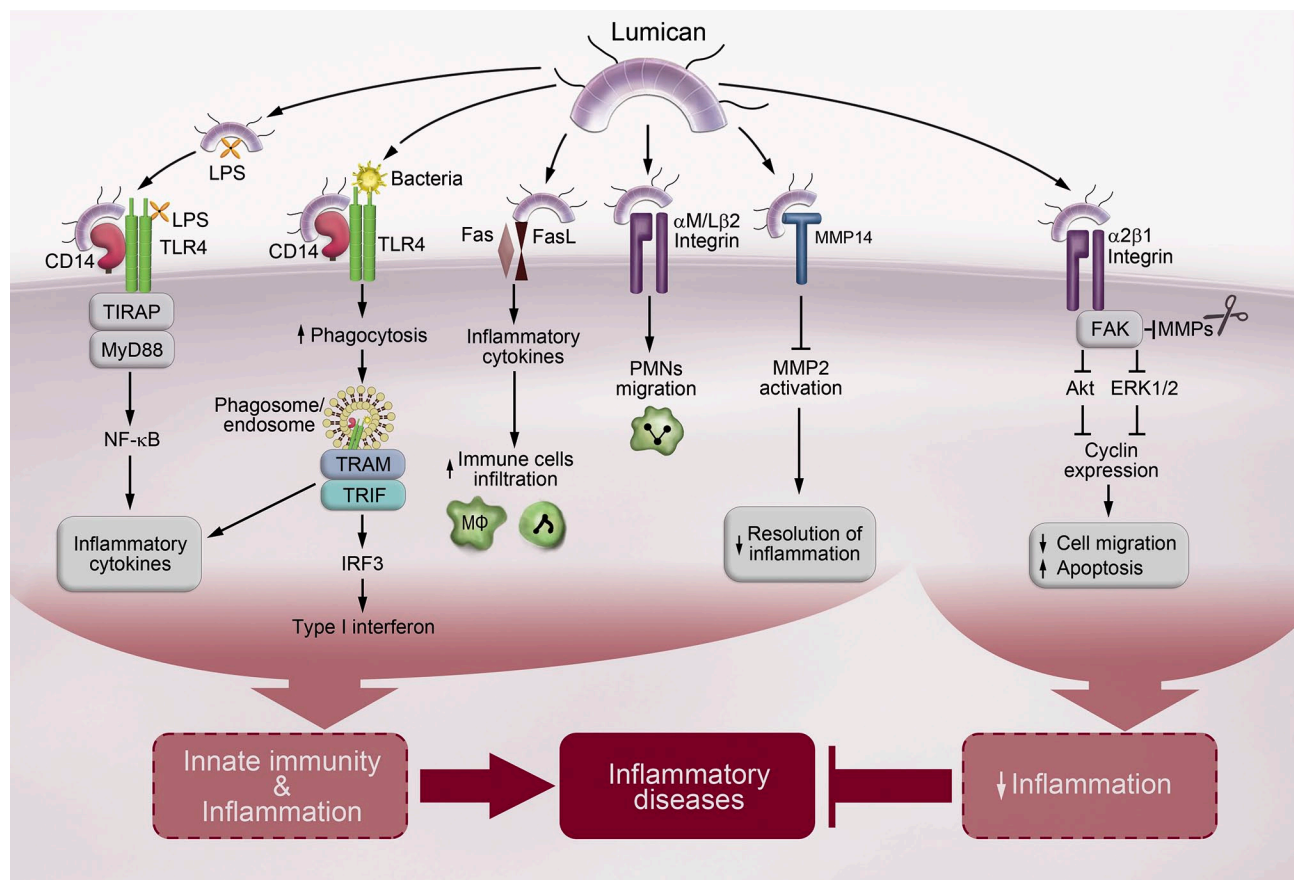 Lumican
LPS
LPS
CD14
TLR4
TIRAP
MyD88
NF-κB
Inflammatory
cytokines
Bacteria
CD14
TLR4
Phagocytosis
Phagosome/
endosome
TRAM
TRIF
IRF3
Type I interferon
Fas
FasL
Inflammatory
cytokines
Immune cells
infiltration
MΦ
αM/Lβ2
Integrin
PMNs
migration
MMP14
MMP2
activation
Resolution of
inflammation
α2β1
Integrin
FAK
MMPs
Akt
ERK1/2
Cyclin
expression
Cell migration
Apoptosis
Innate immunity
&
Inflammation
Inflammatory
diseases
Inflammation